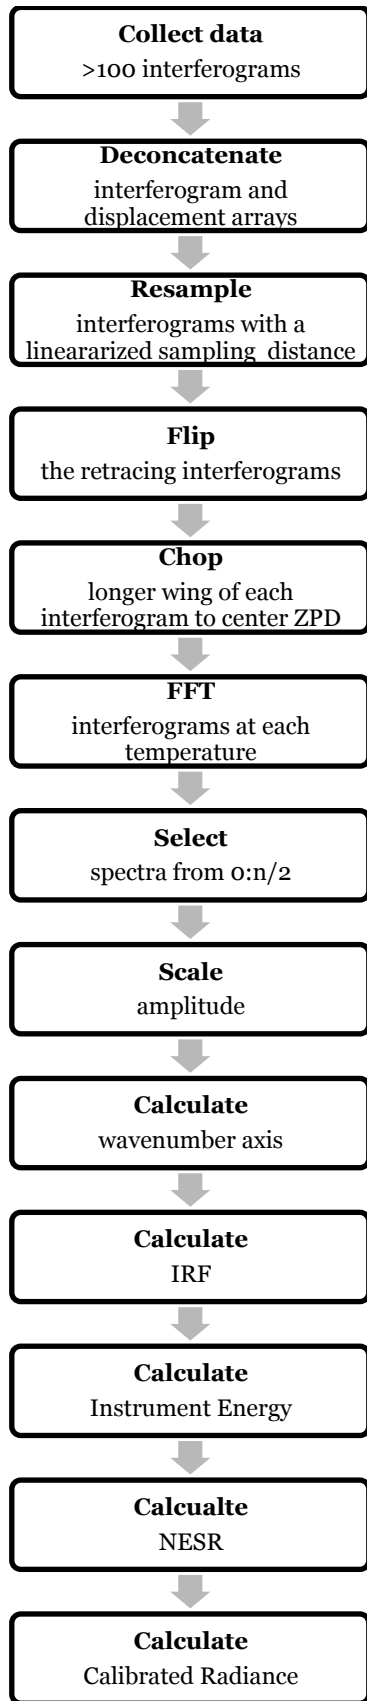 Collect data
>100 interferograms
Deconcatenate
interferogram and
displacement arrays
Resample
interferograms with a
lineararized sampling distance
Flip
the retracing interferograms
Chop
longer wing of each
interferogram to center ZPD
FFT
interferograms at each
temperature
Select
spectra from 0:n/2
Scale
amplitude
Calculate
wavenumber axis
Calculate
IRF
Calculate
Instrument Energy
Calcualte
NESR
Calculate
Calibrated Radiance